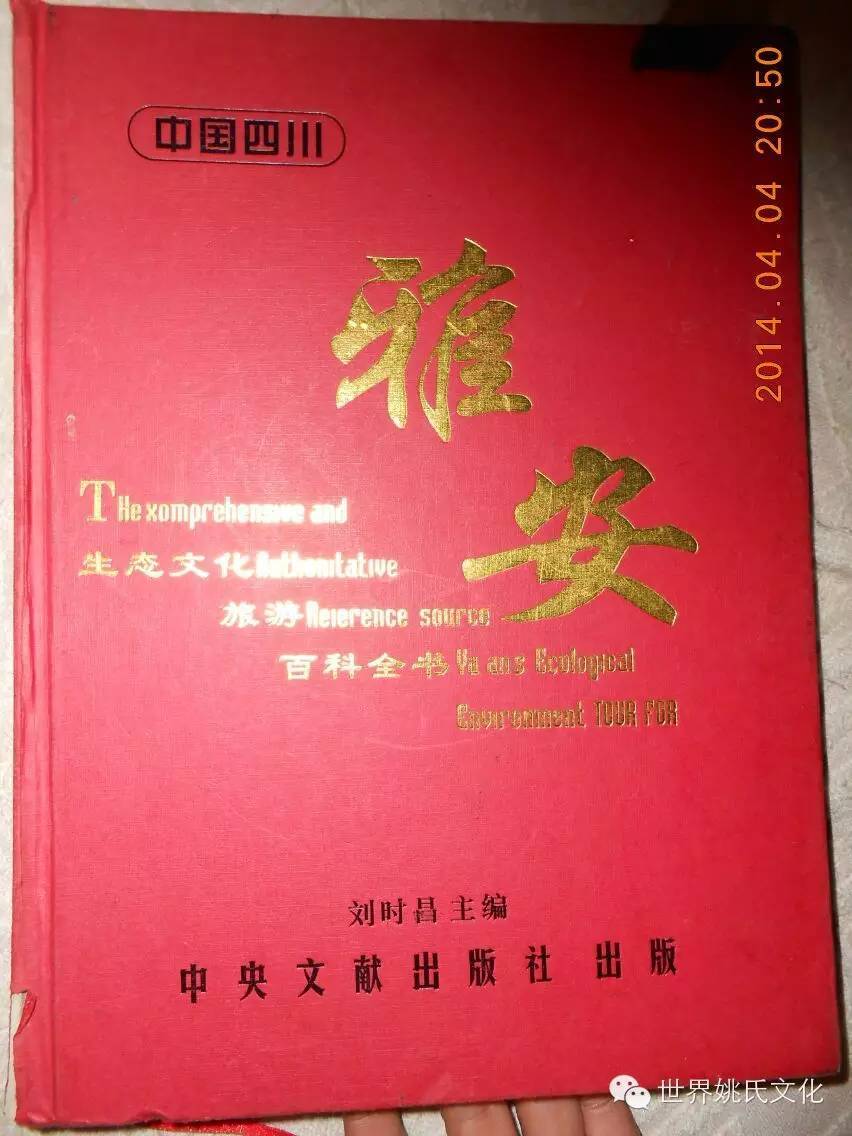 中国四川
雅
安
THe xomprehensive and
生态文化Authonitative
旅游Reierence source
百科全书Ya ans Ecological
Environment TOUR FOR
刘时昌 主编
中央文献出版社 出版
2014.04.04 20:50
世界姚氏文化